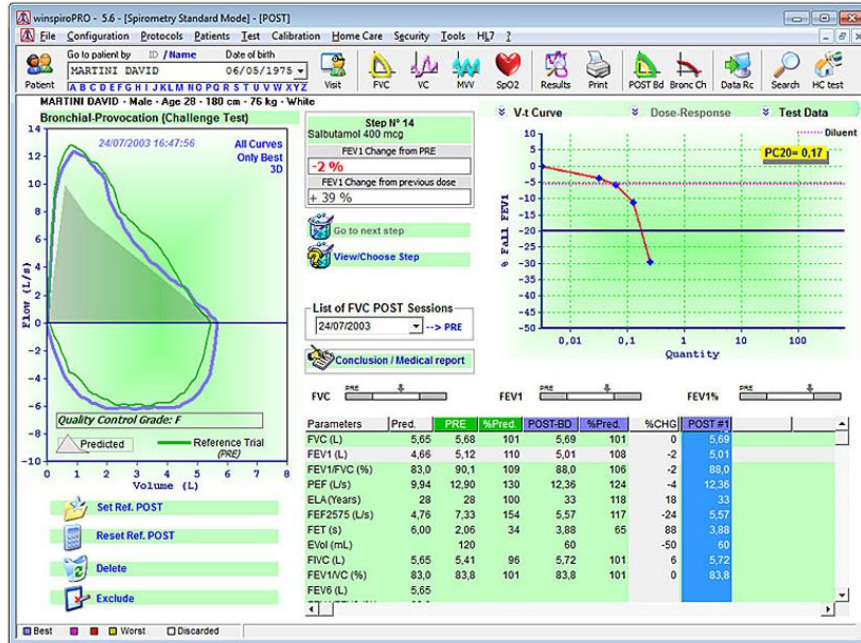 winspiroPRO - 5.6 - [Spirometry Standard Mode] - [POST]
File Configuration Protocols Patients Test Calibration Home Care Security Tools HL7 ?
Go to patient by ID / Name Date of birth
MARTINI DAVID 06/05/1975
A B C D E F G H I J K L M N O P Q R S T U V W X Y Z
Patient Visit FVC VC MVV SpO2 Results Print POST Bd Bronc Ch Data Rc Search HC test
MARTINI DAVID - Male - Age 28 - 180 cm - 76 kg - White
Bronchial-Provocation (Challenge Test)
24/07/2003 16:47:56
All Curves
Only Best
3D
14
12
10
8
6
4
2
0
-2
-4
-6
-8
-10
Flow (L/s)
0 1 2 3 4 5 6 7 8
Volume (L)
Quality Control Grade: F
Predicted
Reference Trial
(PRE)
Set Ref. POST
Reset Ref. POST
Delete
Exclude
Step N° 14
Salbutamol 400 mcg
FEV1 Change from PRE
-2 %
FEV1 Change from previous dose
+ 39 %
Go to next step
View/Choose Step
List of FVC POST Sessions
24/07/2003 --> PRE
Conclusion / Medical report
V-t Curve Dose-Response Test Data
Diluent
PC20= 0,17
10
5
0
-5
-10
-15
-20
-25
-30
-35
-40
-45
-50
% Fall FEV1
0,01 0,1 1 10 100
Quantity
FVC PRE FEV1 PRE FEV1% PRE
Parameters Pred. PRE %Pred. POST-BD %Pred. %CHG POST #1
FVC (L) 5,65 5,68 101 5,69 101 0 5,69
FEV1 (L) 4,66 5,12 110 5,01 108 -2 5,01
FEV1/FVC (%) 83,0 90,1 109 88,0 106 -2 88,0
PEF (L/s) 9,94 12,90 130 12,36 124 -4 12,36
ELA (Years) 28 28 100 33 118 18 33
FEF2575 (L/s) 4,76 7,33 154 5,57 117 -24 5,57
FET (s) 6,00 2,06 34 3,88 65 88 3,88
EVol (mL) 120 60 -50 60
FIVC (L) 5,65 5,41 96 5,72 101 6 5,72
FEV1/VC (%) 83,0 83,8 101 83,8 101 0 83,8
FEV6 (L) 5,65
Best Worst Discarded